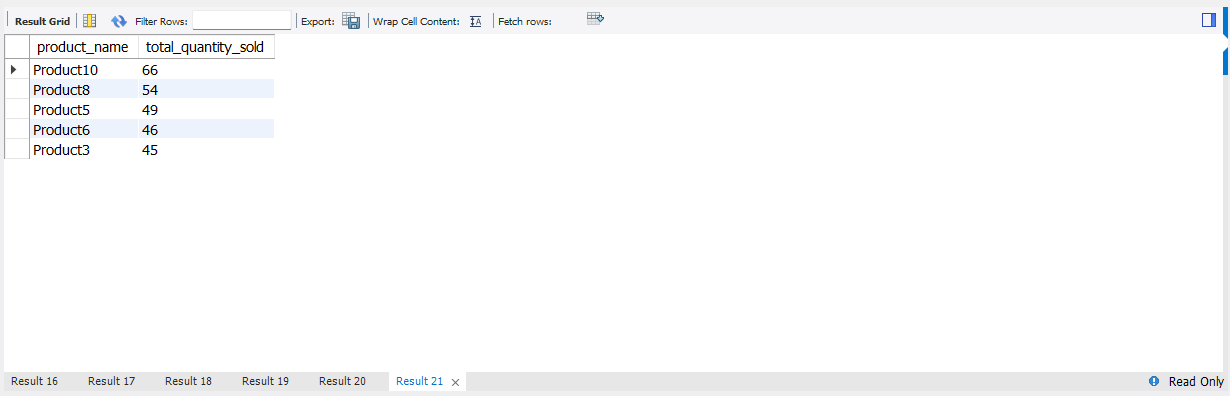 Result Grid Filter Rows: Export: Wrap Cell Content: Fetch rows:
product_name total_quantity_sold
Product10 66
Product8 54
Product5 49
Product6 46
Product3 45
Result 16 Result 17 Result 18 Result 19 Result 20 Result 21 Read Only